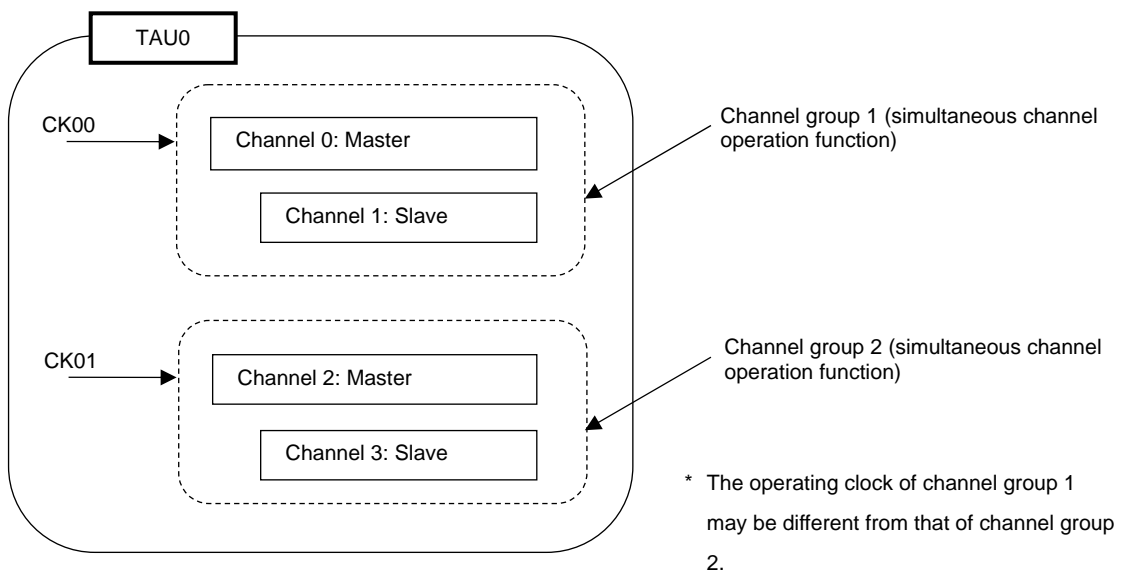 TAU0
CK00
Channel 0: Master
Channel 1: Slave
Channel group 1 (simultaneous channel
operation function)
CK01
Channel 2: Master
Channel 3: Slave
Channel group 2 (simultaneous channel
operation function)
* The operating clock of channel group 1
may be different from that of channel group
2.